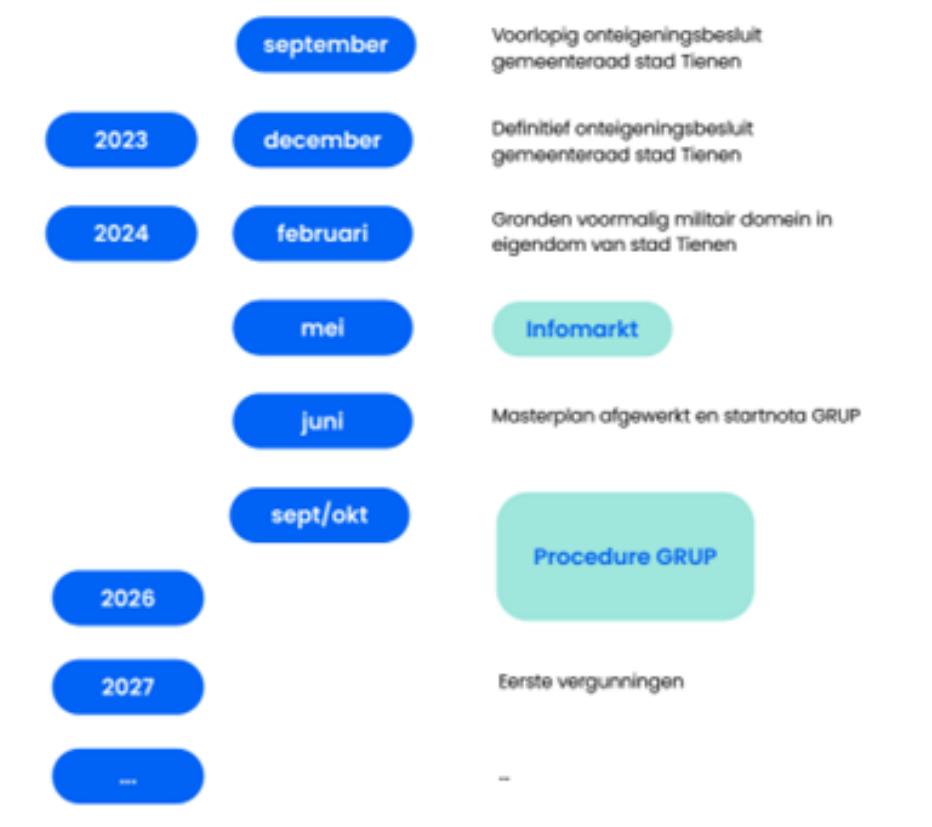 september
Voorlopig onteigeningsbesluit
gemeenteraad stad Tienen
2023
december
Definitief onteigeningsbesluit
gemeenteraad stad Tienen
2024
februari
Gronden voormalig militair domein in
eigendom van stad Tienen
mei
Infomarkt
juni
Masterplan afgewerkt en startnota GRUP
sept/okt
Procedure GRUP
2026
2027
Eerste vergunningen
...
...